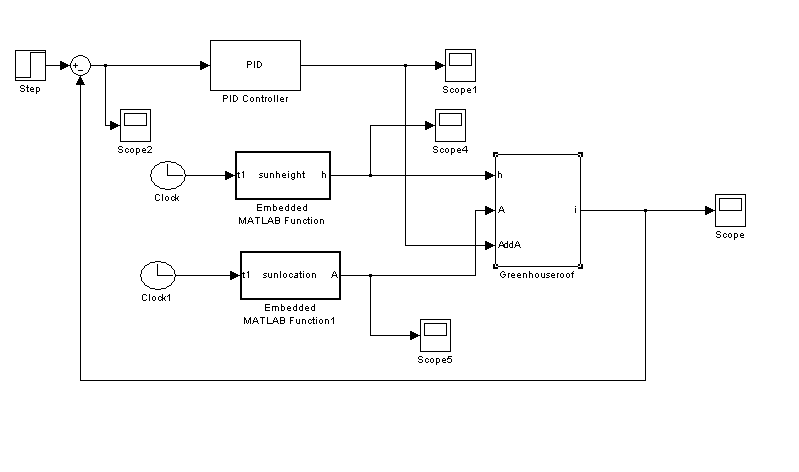 +
−
Step
PID
PID Controller
Scope1
Scope2
Scope4
Clock
t1 sunheight h
Embedded
MATLAB Function
h
A i
AddA
Greenhouseroof
Scope
Clock1
t1 sunlocation A
Embedded
MATLAB Function1
Scope5